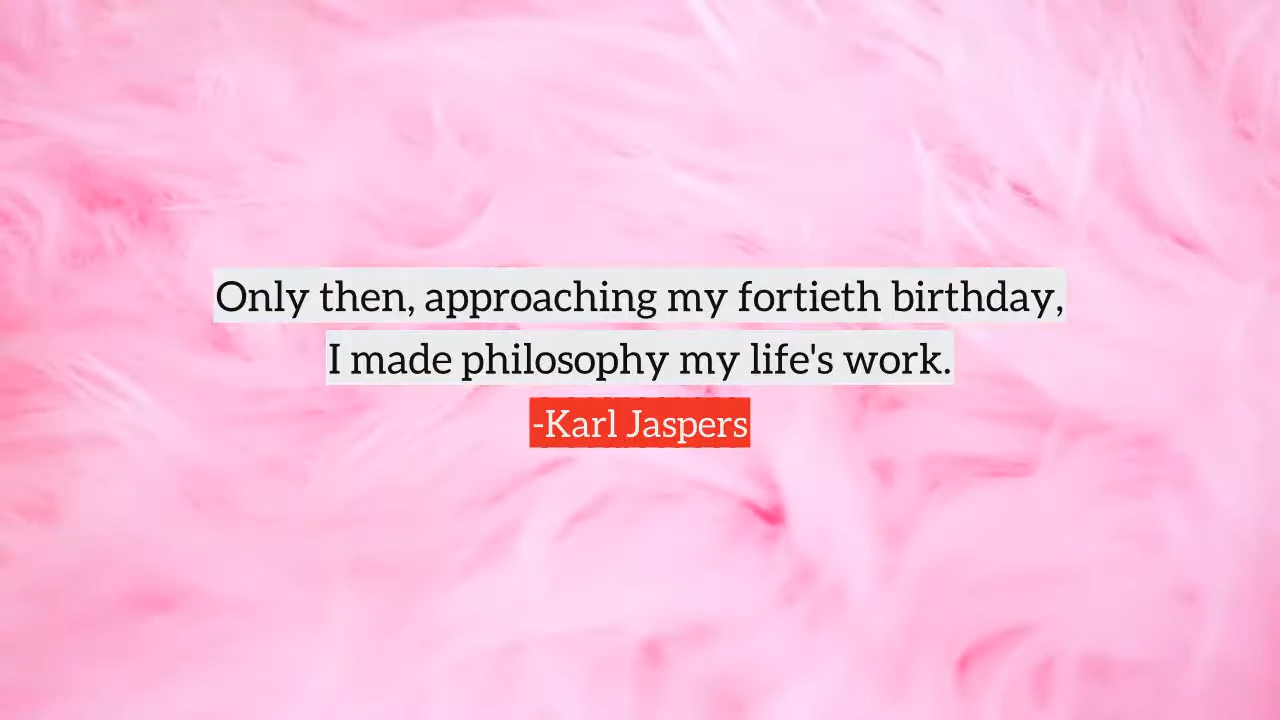 Only then, approaching my fortieth birthday,
I made philosophy my life's work.
-Karl Jaspers